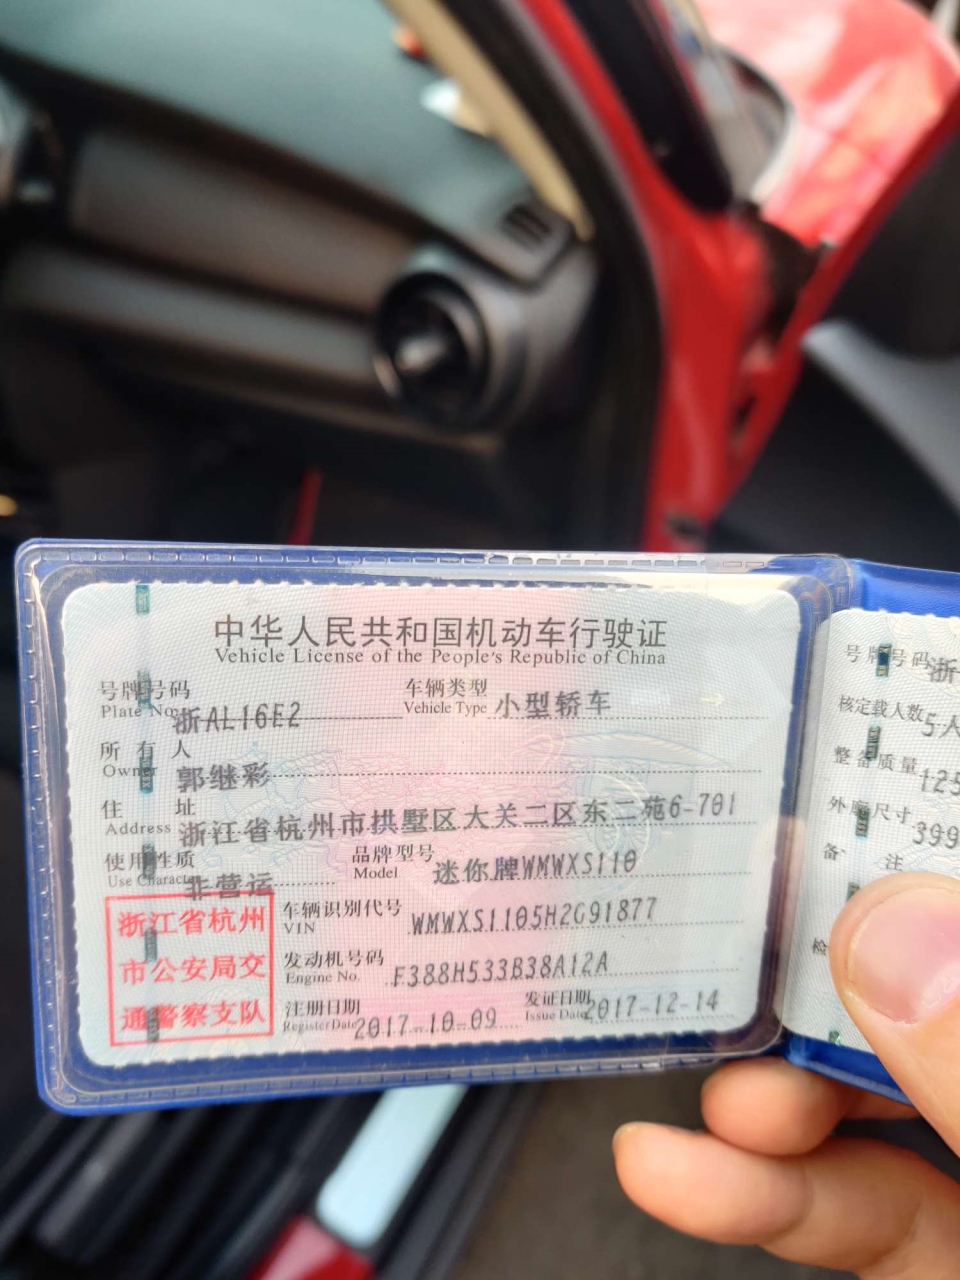 中华人民共和国机动车行驶证
Vehicle License of the People's Republic of China
号牌号码
Plate No.
浙AL16E2
车辆类型
Vehicle Type
小型轿车
所有人
Owner
郭继彩
住址
Address
浙江省杭州市拱墅区大关二区东二苑6-701
使用性质
Use Character
非营运
品牌型号
Model
迷你牌WMWXS110
浙江省杭州
市公安局交
通警察支队
车辆识别代号
VIN
WMWXS1105H2G91877
发动机号码
Engine No.
F388H533B38A12A
注册日期
Register Date
2017-10-09
发证日期
Issue Date
2017-12-14
号牌号码
浙
核定载人数
5人
整备质量
125
外廓尺寸
399
备注
检